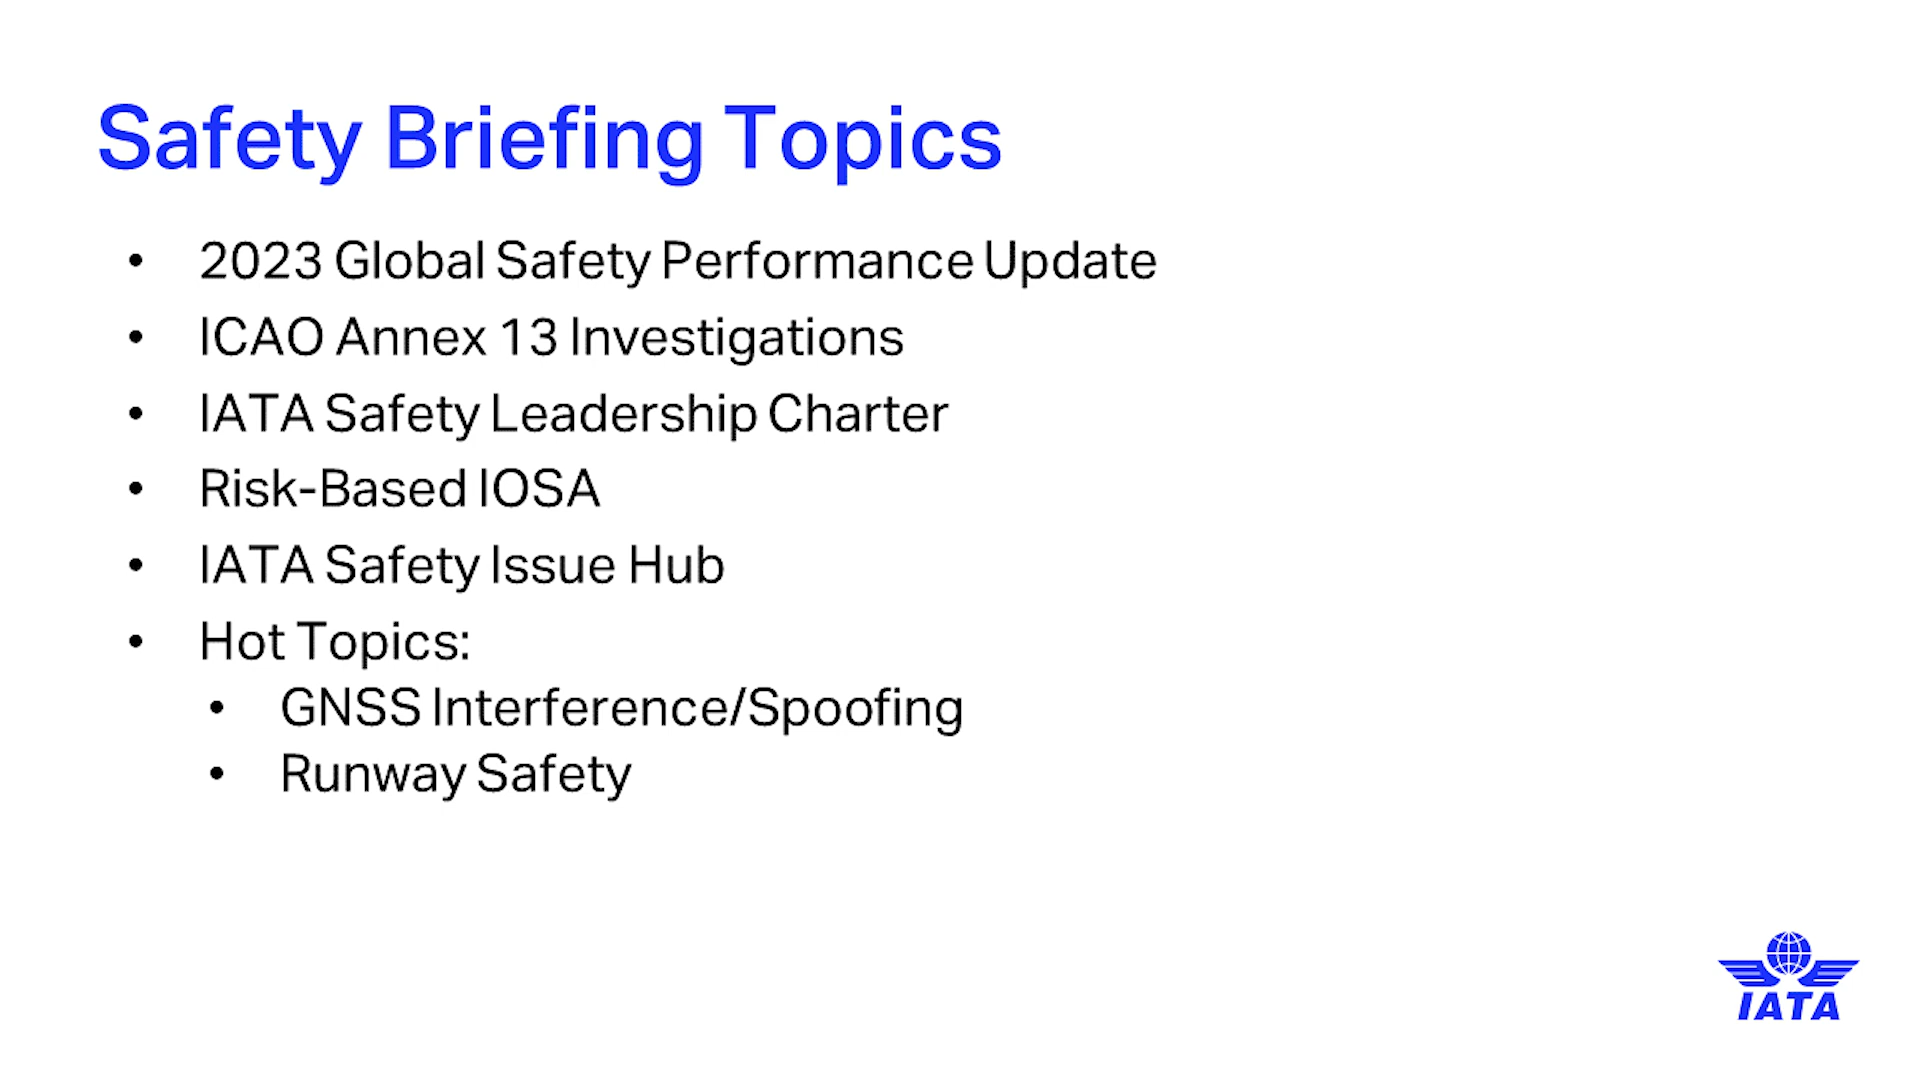 Safety Briefing Topics
• 2023 Global Safety Performance Update
• ICAO Annex 13 Investigations
• IATA Safety Leadership Charter
• Risk-Based IOSA
• IATA Safety Issue Hub
• Hot Topics:
• GNSS Interference/Spoofing
• Runway Safety
IATA